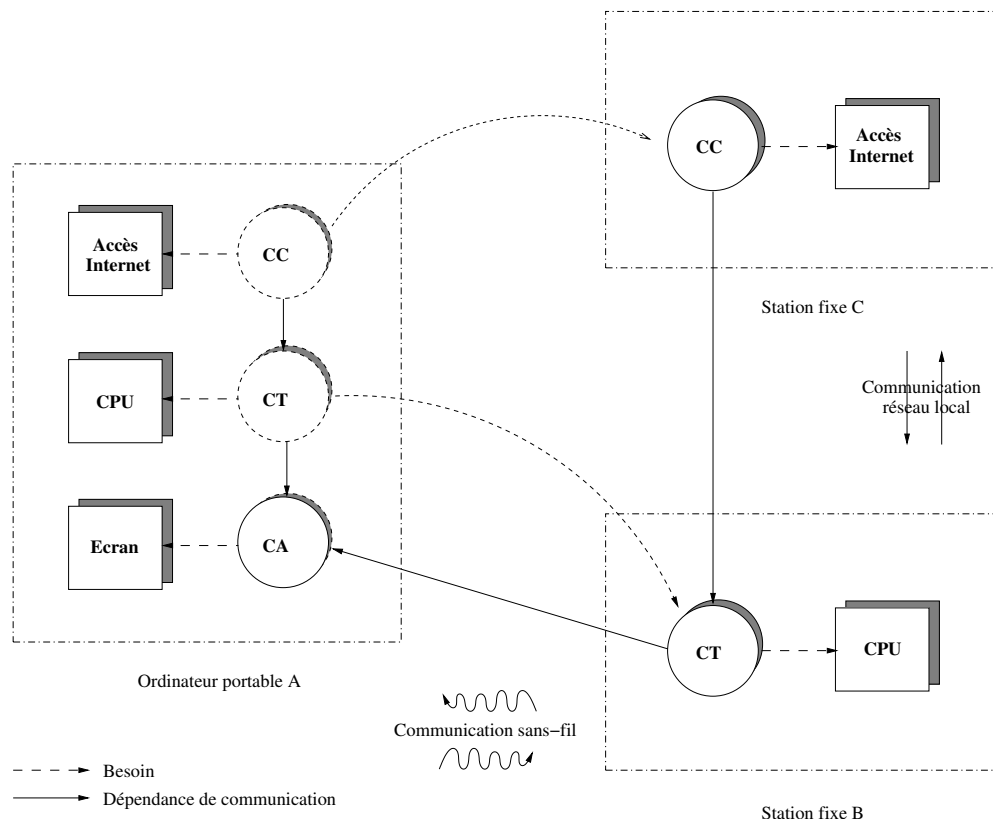 CC
Accès
Internet
Station fixe C
Accès
Internet
CC
CPU
CT
Ecran
CA
Ordinateur portable A
Communication
réseau local
CT
CPU
Station fixe B
Communication sans-fil
Besoin
Dépendance de communication